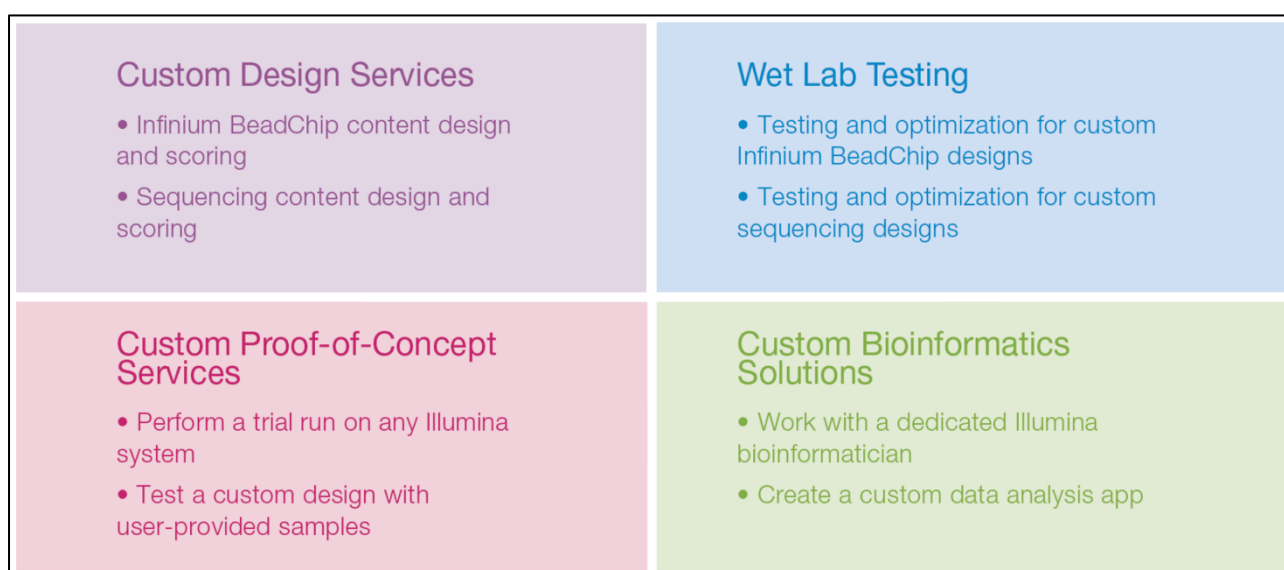 Custom Design Services
• Infinium BeadChip content design
and scoring
• Sequencing content design and
scoring
Wet Lab Testing
• Testing and optimization for custom
Infinium BeadChip designs
• Testing and optimization for custom
sequencing designs
Custom Proof-of-Concept
Services
• Perform a trial run on any Illumina
system
• Test a custom design with
user-provided samples
Custom Bioinformatics
Solutions
• Work with a dedicated Illumina
bioinformatician
• Create a custom data analysis app